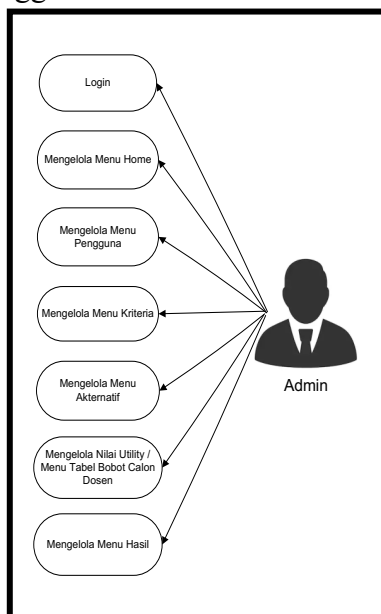 Login
Mengelola Menu Home
Mengelola Menu
Pengguna
Mengelola Menu Kriteria
Mengelola Menu
Akternatif
Mengelola Nilai Utility /
Menu Tabel Bobot Calon
Dosen
Mengelola Menu Hasil
Admin